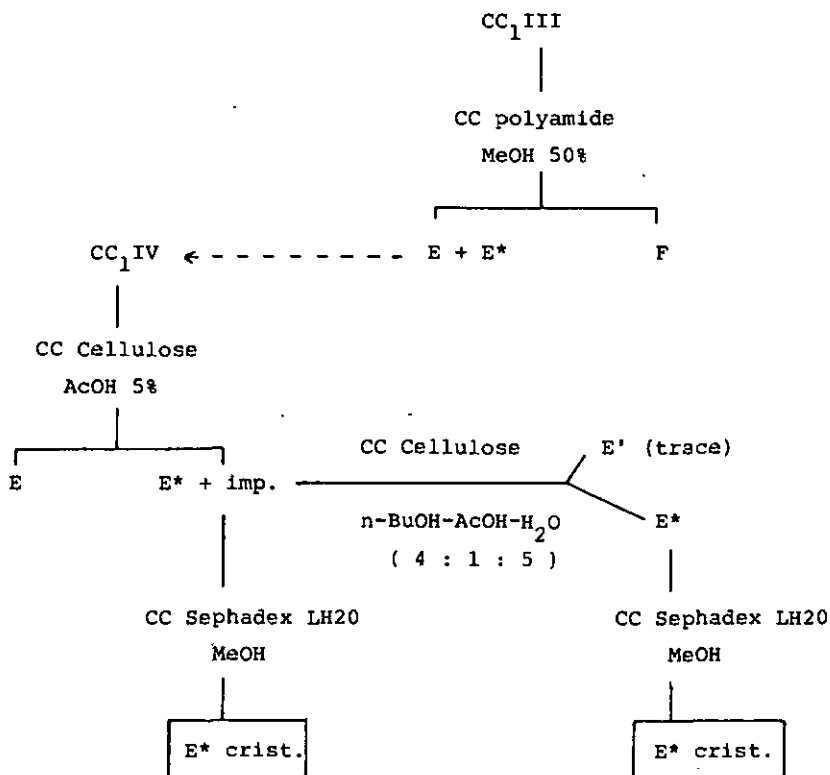 CC₁III
CC polyamide
MeOH 50%
CC₁IV
E + E*
F
CC Cellulose
AcOH 5%
E
E* + imp.
CC Cellulose
n-BuOH-AcOH-H₂O
( 4 : 1 : 5 )
E' (trace)
E*
CC Sephadex LH20
MeOH
E* crist.
CC Sephadex LH20
MeOH
E* crist.